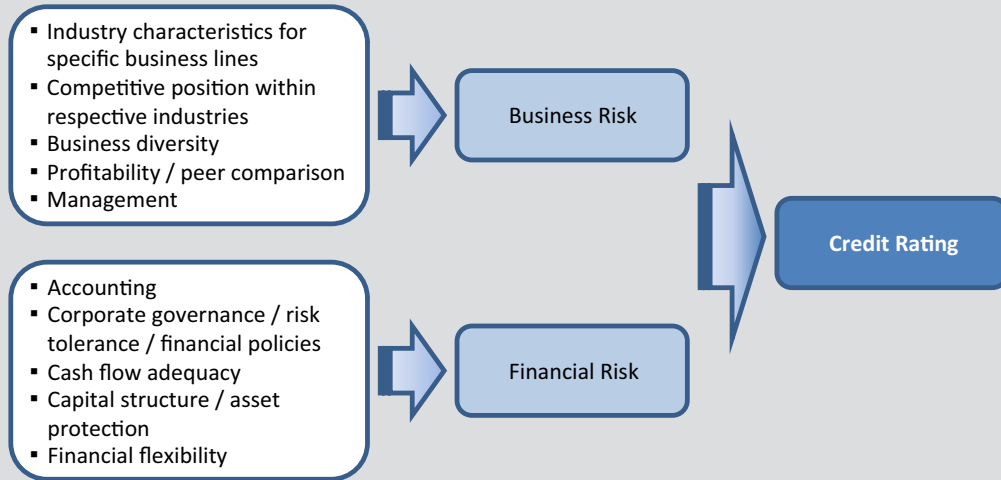 ▪ Industry characteristics for
specific business lines
▪ Competitive position within
respective industries
▪ Business diversity
▪ Profitability / peer comparison
▪ Management
Business Risk
Credit Rating
▪ Accounting
▪ Corporate governance / risk
tolerance / financial policies
▪ Cash flow adequacy
▪ Capital structure / asset
protection
▪ Financial flexibility
Financial Risk